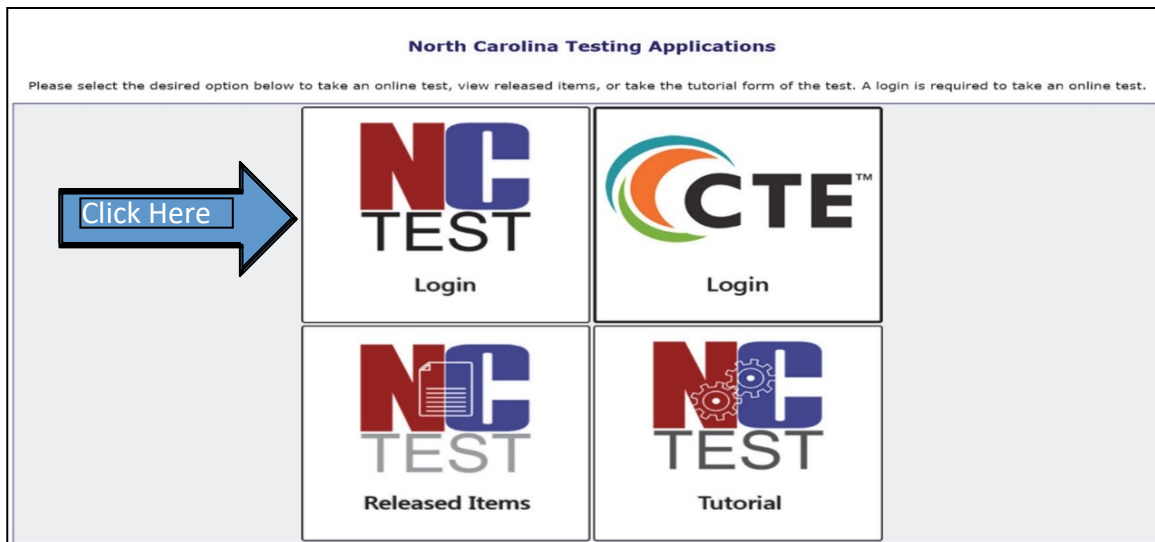 North Carolina Testing Applications
Please select the desired option below to take an online test, view released items, or take the tutorial form of the test. A login is required to take an online test.
Click Here
NC
TEST
Login
CTE™
Login
NC
TEST
Released Items
NC
TEST
Tutorial